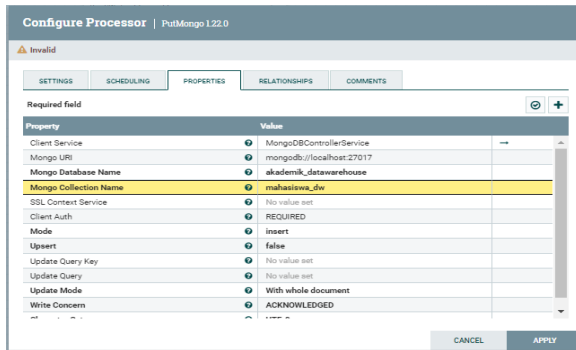 Configure Processor | PutMongo 1.22.0
Invalid
SETTINGS SCHEDULING PROPERTIES RELATIONSHIPS COMMENTS
Required field
Property Value
Client Service MongoDBControllerService
Mongo URI mongodb://localhost:27017
Mongo Database Name akademik_datawarehouse
Mongo Collection Name mahasiswa_dw
SSL Context Service No value set
Client Auth REQUIRED
Mode insert
Upsert false
Update Query Key No value set
Update Query No value set
Update Mode With whole document
Write Concern ACKNOWLEDGED
CANCEL APPLY